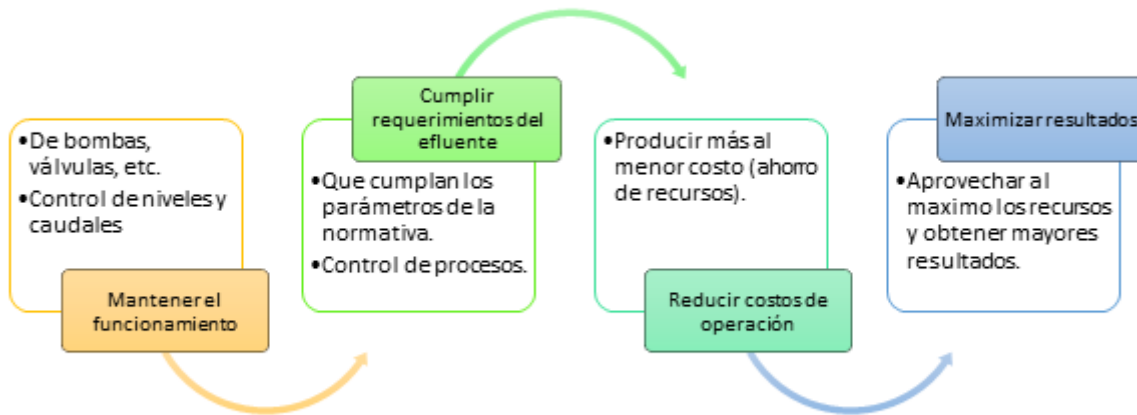 •De bombas,
válvulas, etc.
•Control de niveles y
caudales
Mantener el
funcionamiento
Cumplir
requerimientos del
efluente
•Que cumplan los
parámetros de la
normativa.
•Control de procesos.
•Producir más al
menor costo (ahorro
de recursos).
Reducir costos de
operación
Maximizar resultados
•Aprovechar al
maximo los recursos
y obtener mayores
resultados.